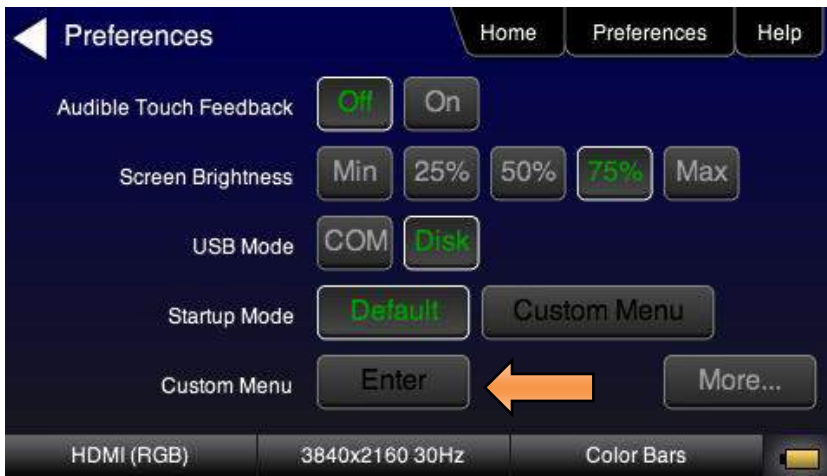 Preferences Home Preferences Help
Audible Touch Feedback Off On
Screen Brightness Min 25% 50% 75% Max
USB Mode COM Disk
Startup Mode Default Custom Menu
Custom Menu Enter More...
HDMI (RGB) 3840x2160 30Hz Color Bars